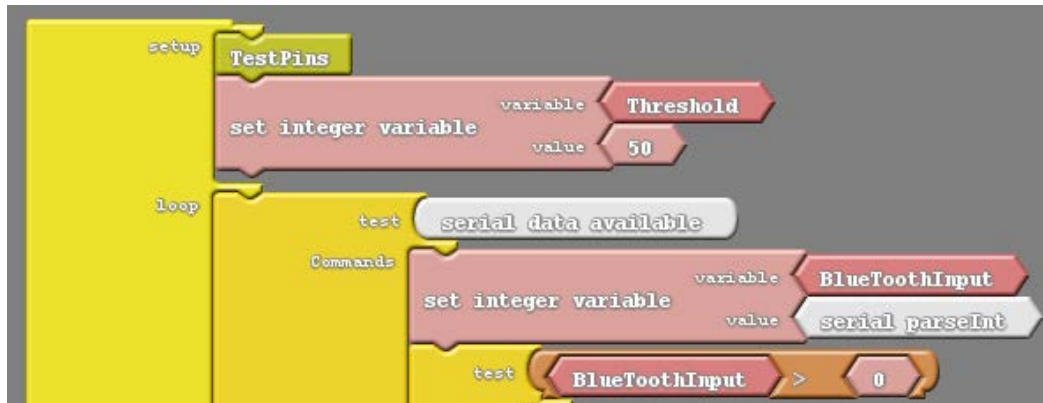 setup
TestPins
variable Threshold
set integer variable
value 50
loop
test serial data available
Commands
variable BlueToothInput
set integer variable
value serial parseInt
test BlueToothInput > 0